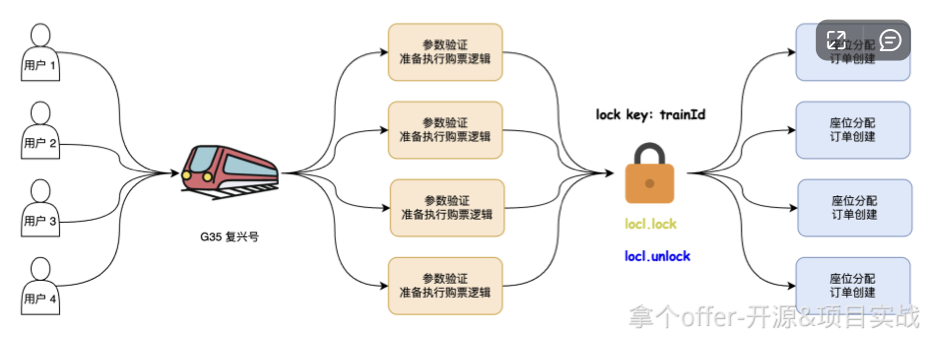 用户 1
用户 2
用户 3
用户 4
G35 复兴号
参数验证
准备执行购票逻辑
参数验证
准备执行购票逻辑
参数验证
准备执行购票逻辑
参数验证
准备执行购票逻辑
lock key: trainId
locl.lock
locl.unlock
位分配
订单创建
座位分配
订单创建
座位分配
订单创建
座位分配
订单创建
拿个offer-开源&项目实战